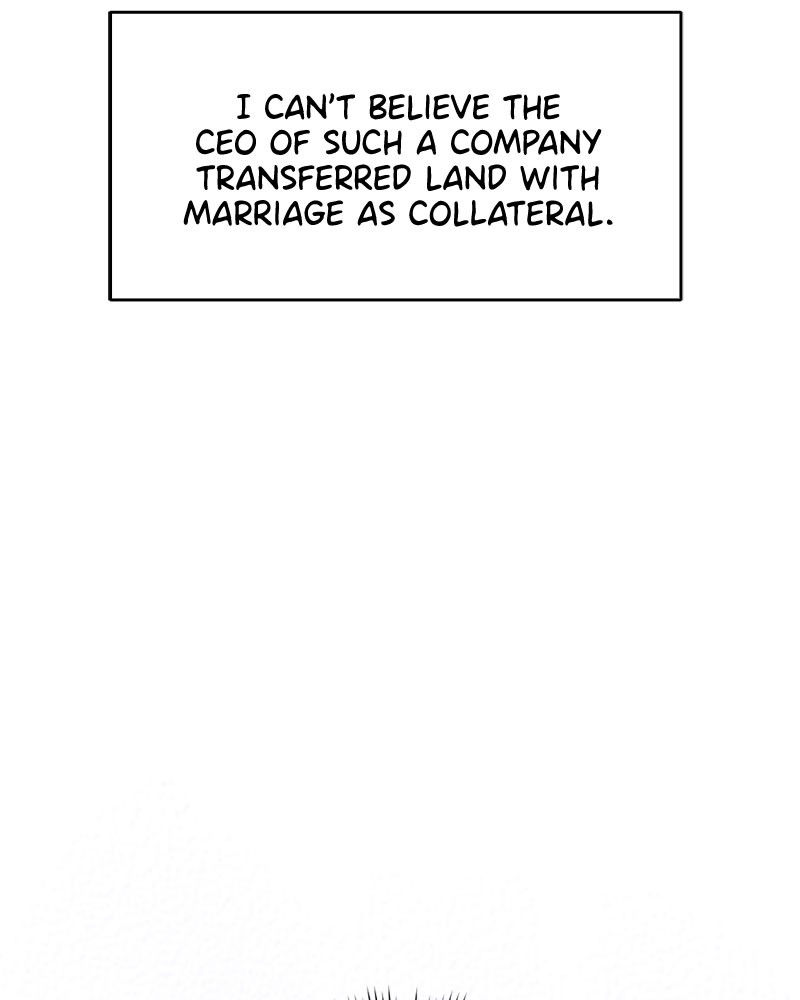 I CAN'T BELIEVE THE
CEO OF SUCH A COMPANY
TRANSFERRED LAND WITH
MARRIAGE AS COLLATERAL.